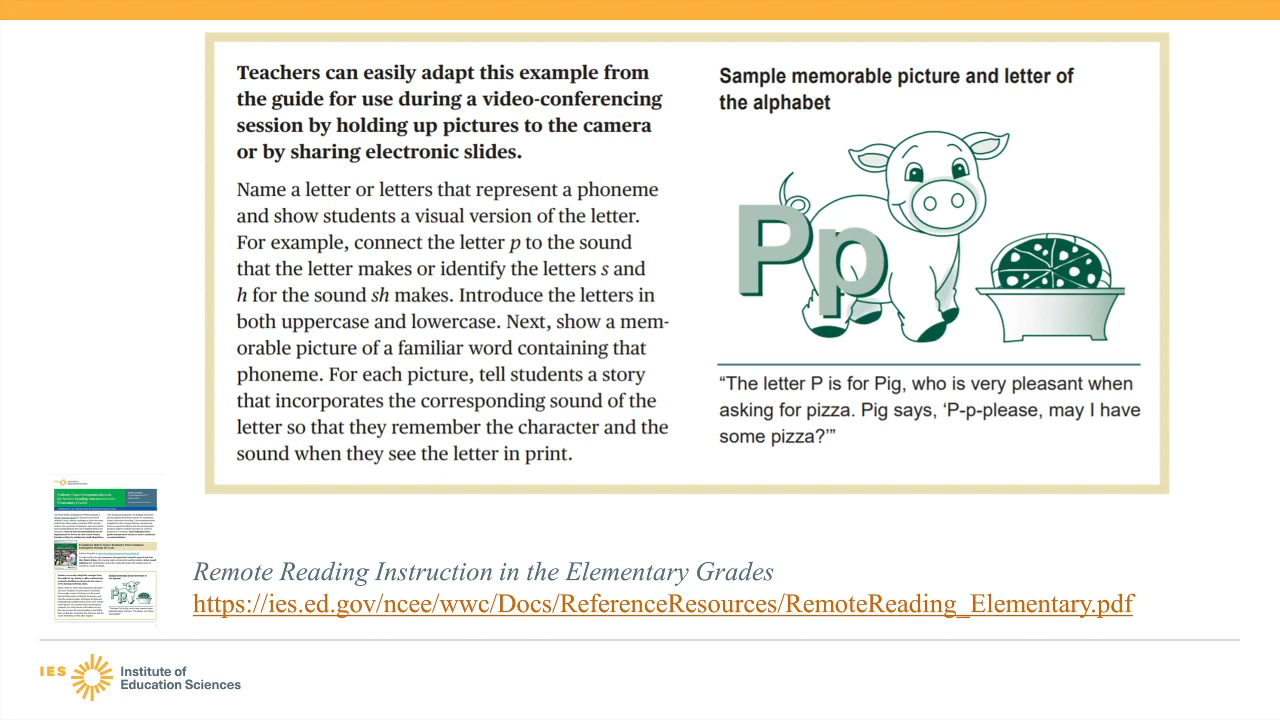 Teachers can easily adapt this example from
the guide for use during a video-conferencing
session by holding up pictures to the camera
or by sharing electronic slides.
Name a letter or letters that represent a phoneme
and show students a visual version of the letter.
For example, connect the letter p to the sound
that the letter makes or identify the letters s and
h for the sound sh makes. Introduce the letters in
both uppercase and lowercase. Next, show a mem-
orable picture of a familiar word containing that
phoneme. For each picture, tell students a story
that incorporates the corresponding sound of the
letter so that they remember the character and the
sound when they see the letter in print.
Sample memorable picture and letter of
the alphabet
Pp
“The letter P is for Pig, who is very pleasant when
asking for pizza. Pig says, ‘P-p-please, may I have
some pizza?’”
Remote Reading Instruction in the Elementary Grades
https://ies.ed.gov/ncee/wwc/Docs/ReferenceResources/RemoteReading_Elementary.pdf
IES
Institute of
Education Sciences